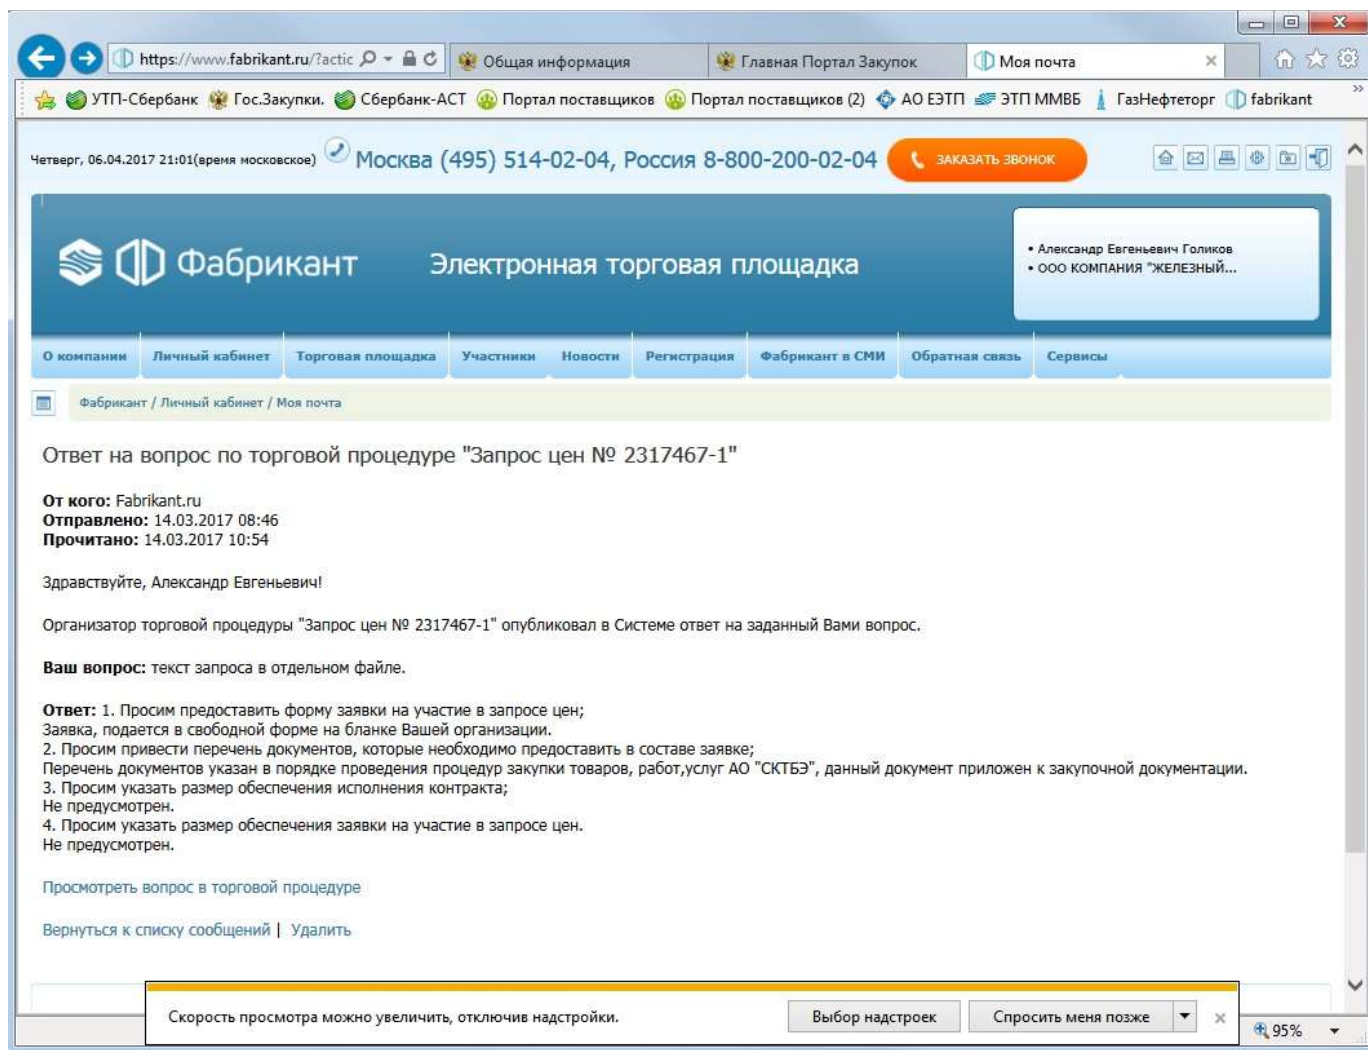 https://www.fabrikant.ru/?actic
Общая информация
Главная Портал Закупок
Моя почта
УТП-Сбербанк
Гос.Закупки.
Сбербанк-АСТ
Портал поставщиков
Портал поставщиков (2)
АО ЕЭТП
ЭТП ММВБ
ГазНефтеторг
fabrikant
Четверг, 06.04.2017 21:01(время московское)
Москва (495) 514-02-04, Россия 8-800-200-02-04
ЗАКАЗАТЬ ЗВОНОК
Фабрикант
Электронная торговая площадка
• Александр Евгеньевич Голиков
• ООО КОМПАНИЯ "ЖЕЛЕЗНЫЙ...
О компании
Личный кабинет
Торговая площадка
Участники
Новости
Регистрация
Фабрикант в СМИ
Обратная связь
Сервисы
Фабрикант / Личный кабинет / Моя почта
Ответ на вопрос по торговой процедуре "Запрос цен № 2317467-1"
От кого: Fabrikant.ru
Отправлено: 14.03.2017 08:46
Прочитано: 14.03.2017 10:54
Здравствуйте, Александр Евгеньевич!
Организатор торговой процедуры "Запрос цен № 2317467-1" опубликовал в Системе ответ на заданный Вами вопрос.
Ваш вопрос: текст запроса в отдельном файле.
Ответ: 1. Просим предоставить форму заявки на участие в запросе цен;
Заявка, подается в свободной форме на бланке Вашей организации.
2. Просим привести перечень документов, которые необходимо предоставить в составе заявке;
Перечень документов указан в порядке проведения процедур закупки товаров, работ,услуг АО "СКТБЭ", данный документ приложен к закупочной документации.
3. Просим указать размер обеспечения исполнения контракта;
Не предусмотрен.
4. Просим указать размер обеспечения заявки на участие в запросе цен.
Не предусмотрен.
Просмотреть вопрос в торговой процедуре
Вернуться к списку сообщений | Удалить
Скорость просмотра можно увеличить, отключив надстройки.
Выбор надстроек
Спросить меня позже
95%